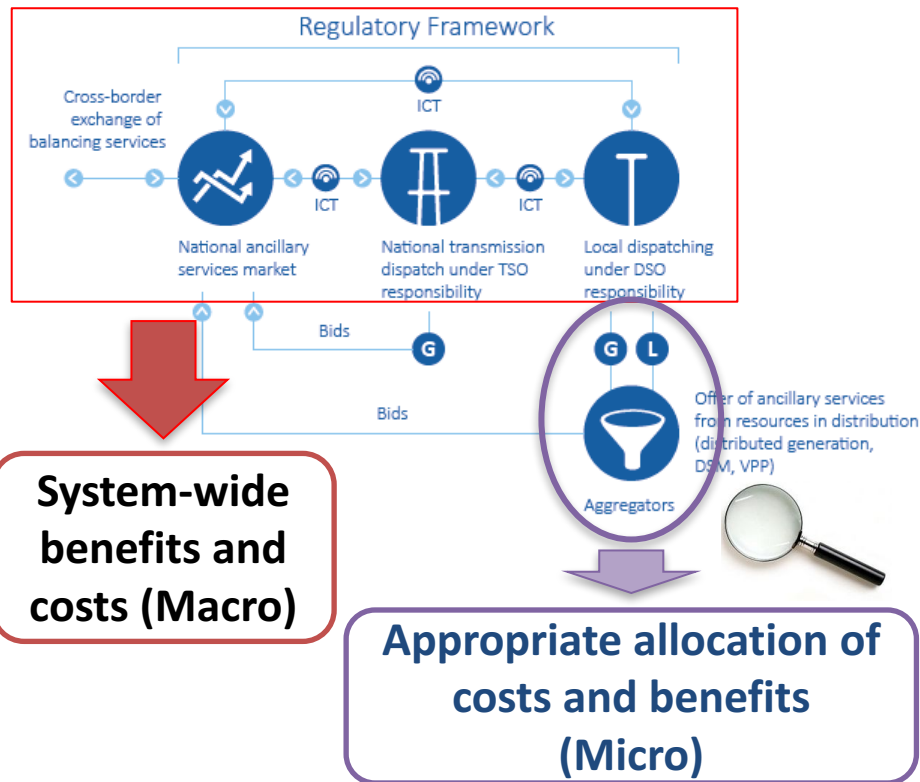 Regulatory Framework
ICT
Cross-border
exchange of
balancing services
ICT
ICT
National ancillary
services market
National transmission
dispatch under TSO
responsibility
Local dispatching
under DSO
responsibility
Bids
G
G
L
Bids
Offer of ancillary services
from resources in distribution
(distributed generation,
DSM, VPP)
Aggregators
System-wide
benefits and
costs (Macro)
Appropriate allocation of
costs and benefits
(Micro)